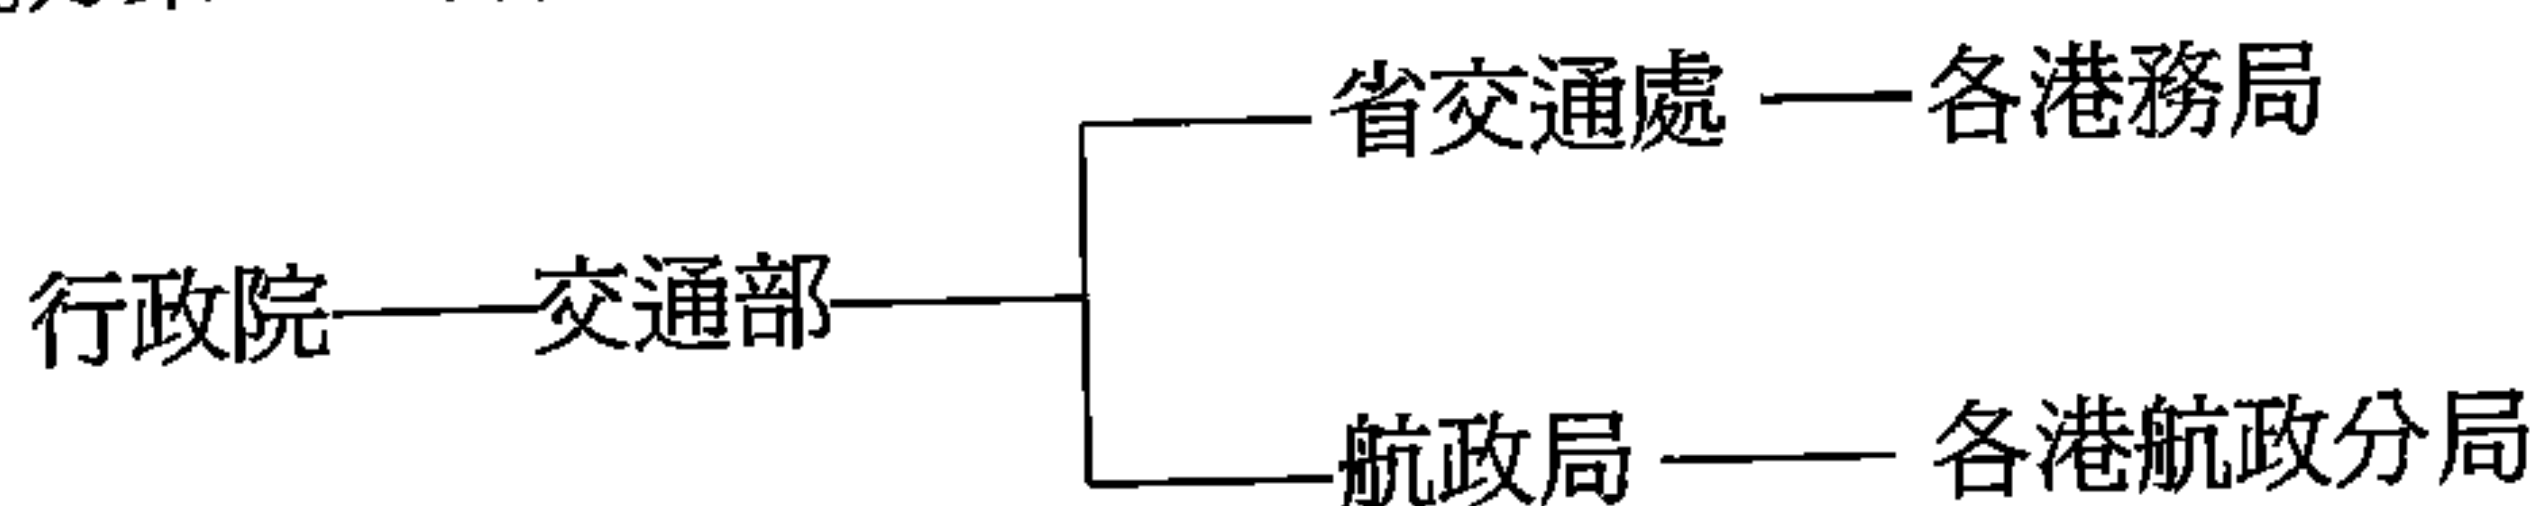 省交通處 — 各港務局
行政院 — 交通部
航政局 — 各港航政分局